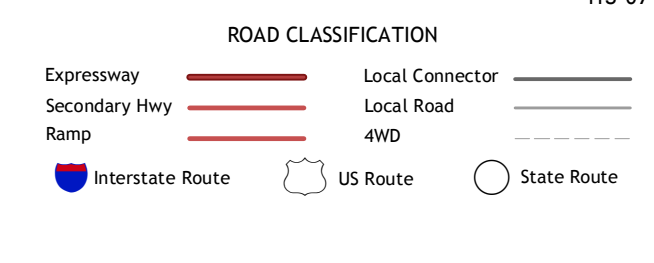 ROAD CLASSIFICATION
Expressway
Local Connector
Secondary Hwy
Local Road
Ramp
4WD
Interstate Route
US Route
State Route